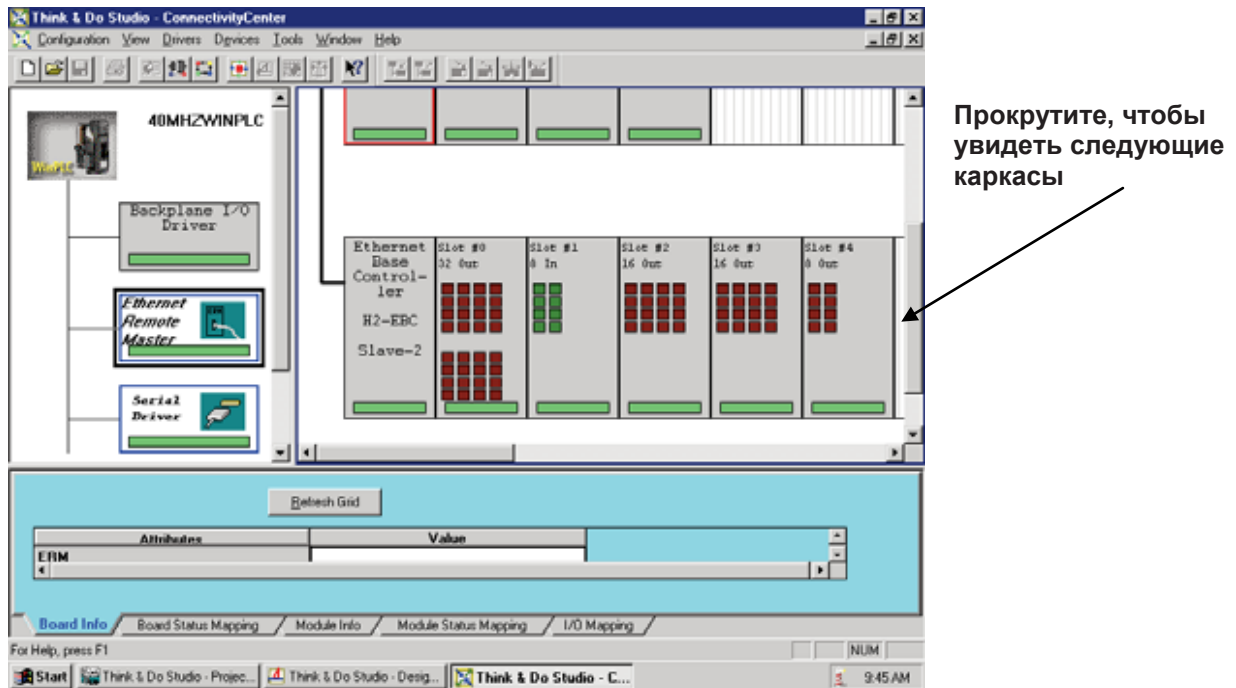 Think & Do Studio - ConnectivityCenter
Configuration View Drivers Devices Tools Window Help
40MHZWINPLC
WinPLC
Backplane I/O
Driver
Ethernet
Remote
Master
Serial
Driver
Ethernet
Base
Control-
ler
H2-EBC
Slave-2
Slot #0
32 Out
Slot #1
8 In
Slot #2
16 Out
Slot #3
16 Out
Slot #4
8 Out
Прокрутите, чтобы
увидеть следующие
каркасы
Refresh Grid
Attributes Value
ERM
Board Info Board Status Mapping Module Info Module Status Mapping I/O Mapping
For Help, press F1 NUM
Start Think & Do Studio - Projec... Think & Do Studio - Desig... Think & Do Studio - C... 9:45 AM